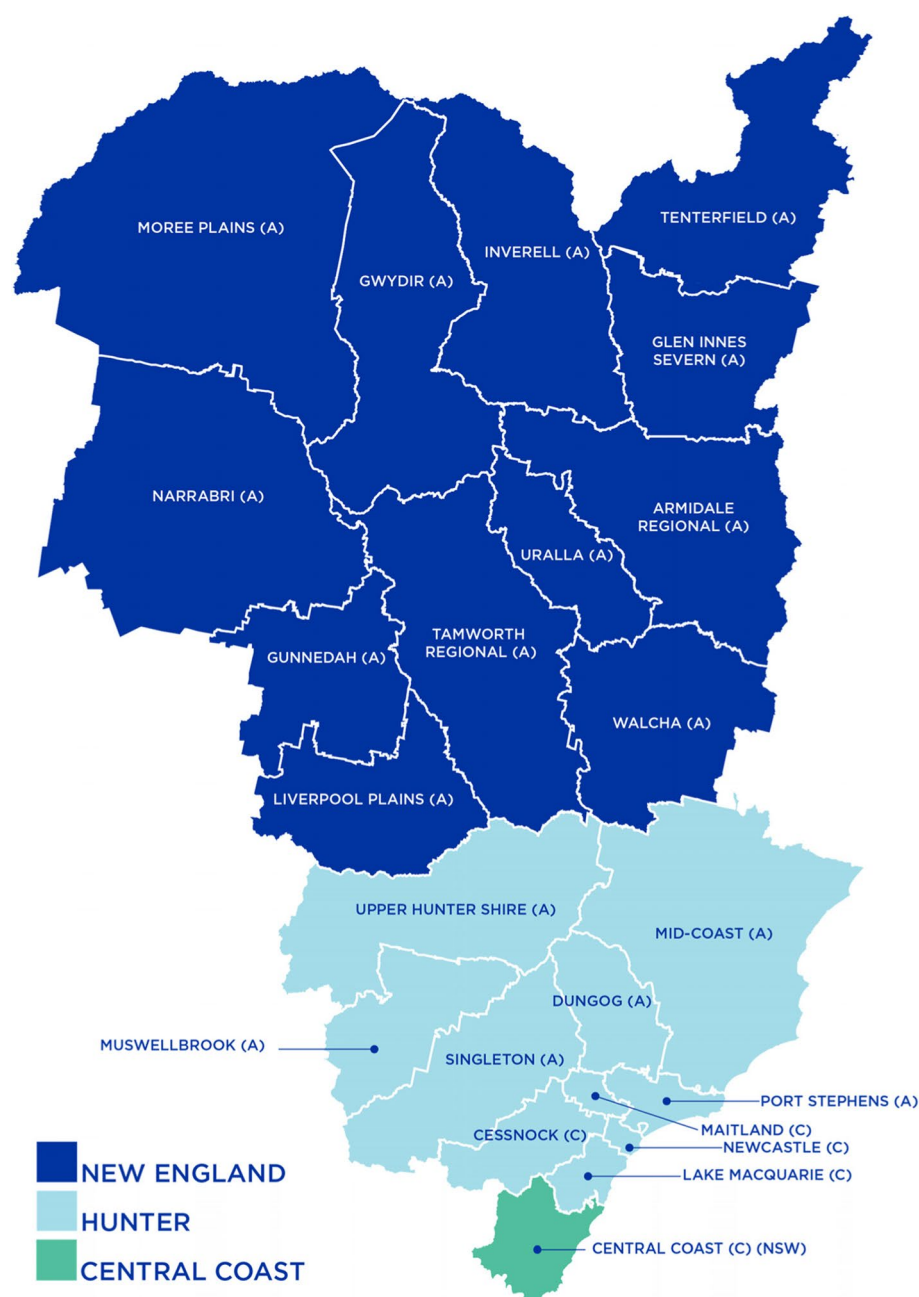 TENTERFIELD (A)
MOREE PLAINS (A)
INVERELL (A)
GWYDIR (A)
GLEN INNES
SEVERN (A)
NARRABRI (A)
ARMIDALE
REGIONAL (A)
URALLA (A)
TAMWORTH
REGIONAL (A)
GUNNEDAH (A)
WALCHA (A)
LIVERPOOL PLAINS (A)
UPPER HUNTER SHIRE (A)
MID-COAST (A)
DUNGOG (A)
MUSWELLBROOK (A)
SINGLETON (A)
PORT STEPHENS (A)
MAITLAND (C)
CESSNOCK (C)
NEWCASTLE (C)
LAKE MACQUARIE (C)
CENTRAL COAST (C) (NSW)
NEW ENGLAND
HUNTER
CENTRAL COAST